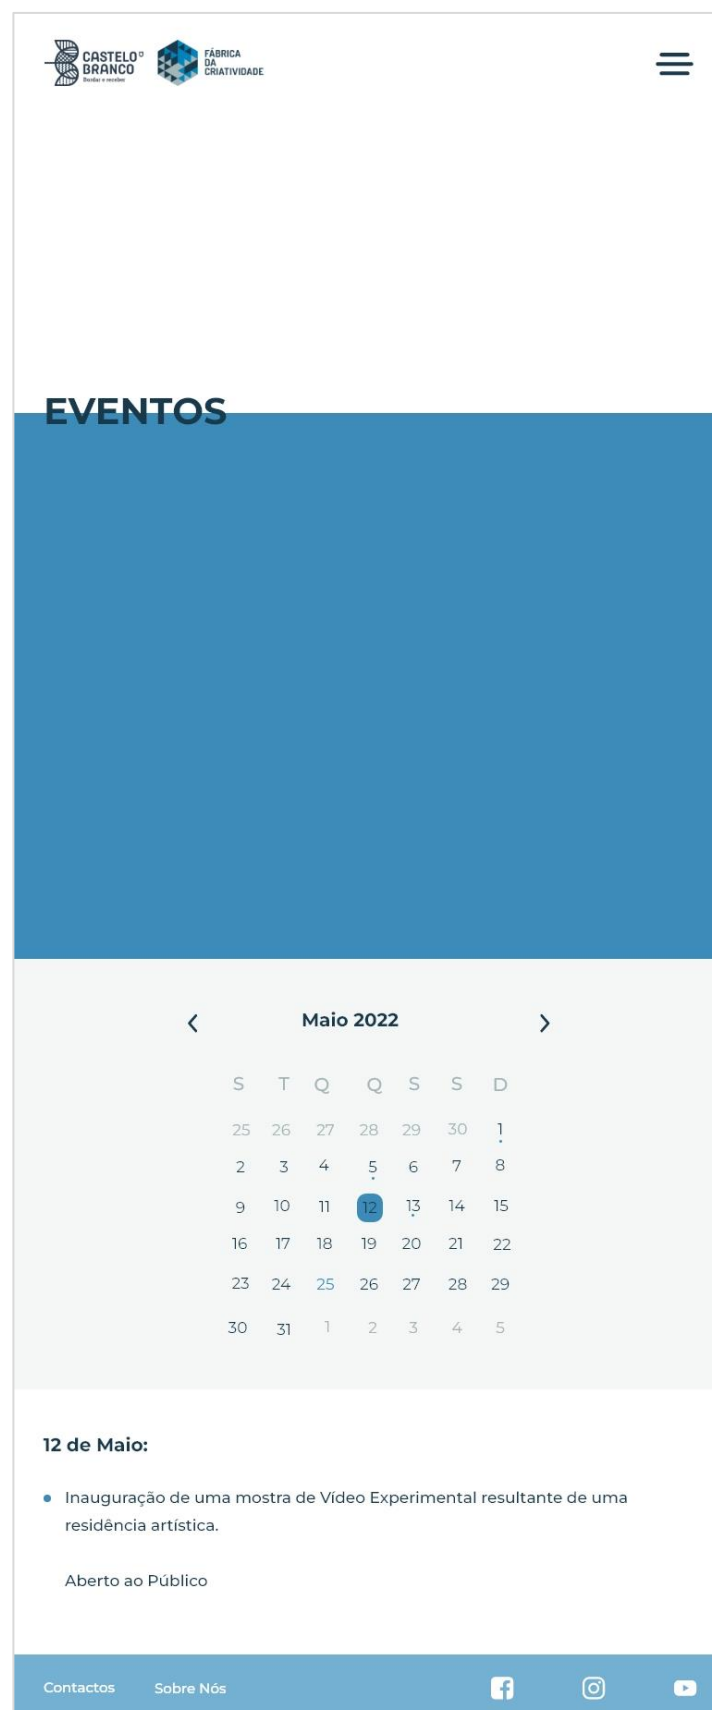 CASTELO
BRANCO
Bordar e receber
FÁBRICA
DA
CRIATIVIDADE
EVENTOS
Maio 2022
S T Q Q S S D
25 26 27 28 29 30 1
2 3 4 5 6 7 8
9 10 11 12 13 14 15
16 17 18 19 20 21 22
23 24 25 26 27 28 29
30 31 1 2 3 4 5
12 de Maio:
Inauguração de uma mostra de Vídeo Experimental resultante de uma
residência artística.
Aberto ao Público
Contactos Sobre Nós